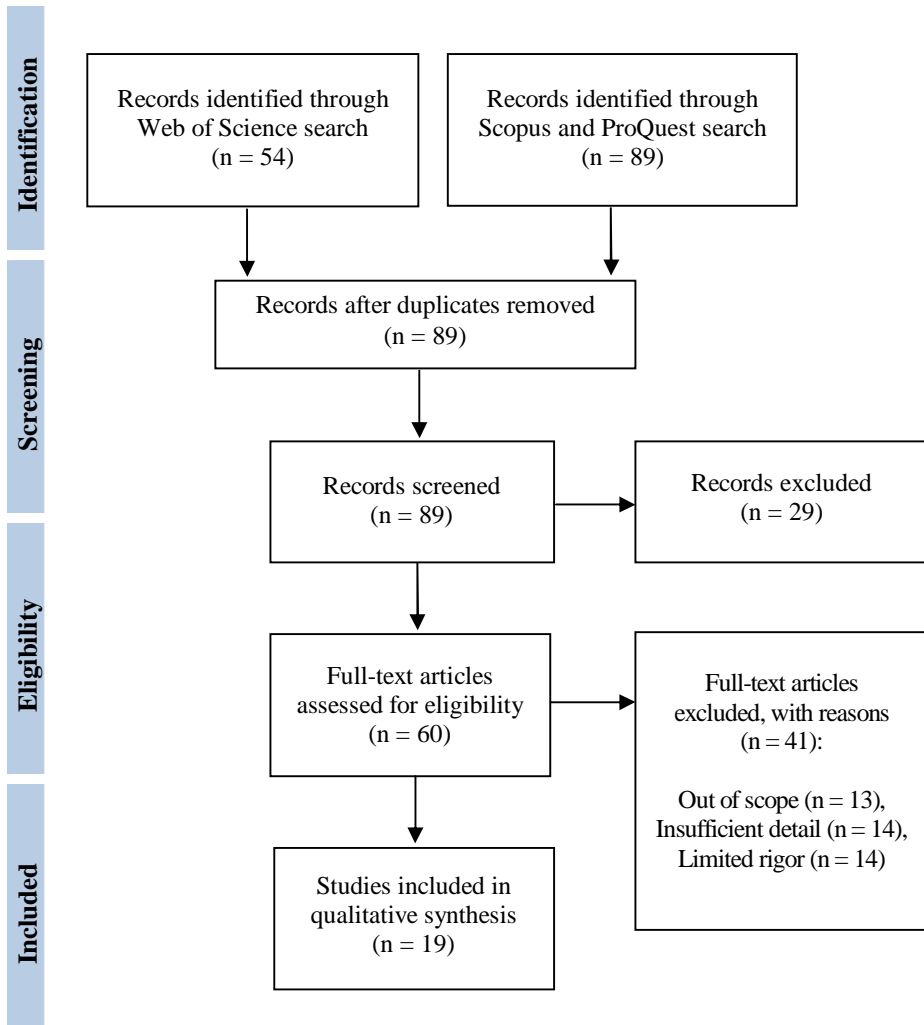 Identification
Records identified through
Web of Science search
(n = 54)
Records identified through
Scopus and ProQuest search
(n = 89)
Screening
Records after duplicates removed
(n = 89)
Records screened
(n = 89)
Records excluded
(n = 29)
Eligibility
Full-text articles
assessed for eligibility
(n = 60)
Full-text articles
excluded, with reasons
(n = 41):
Out of scope (n = 13),
Insufficient detail (n = 14),
Limited rigor (n = 14)
Included
Studies included in
qualitative synthesis
(n = 19)